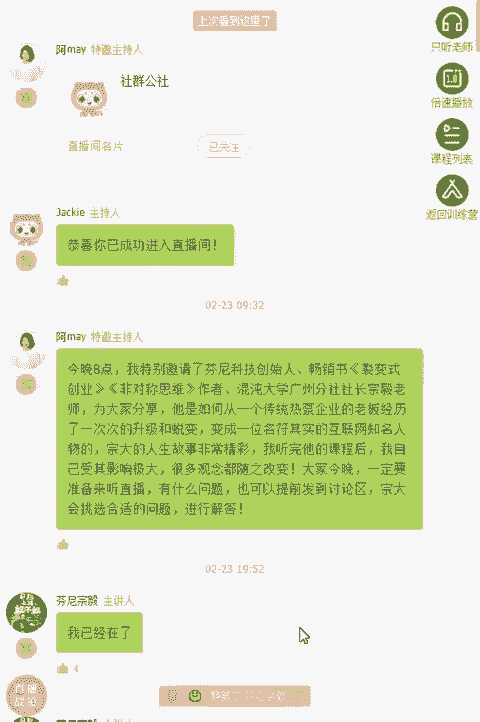 上次看到这里了
阿may 特邀主持人
只听老师
社群公社
倍速播放
直播间名片
已关注
课程列表
返回训练营
Jackie 主持人
恭喜你已成功进入直播间！
02-23 09:32
阿may 特邀主持人
今晚8点，我特别邀请了芬尼科技创始人、畅销书《裂变式
创业》《非对称思维》作者、混沌大学广州分社社长宗毅老
师，为大家分享，他是如何从一个传统热泵企业的老板经历
了一次次的升级和蜕变，变成一位名符其实的互联网知名人
物的，宗大的人生故事非常精彩，我听完他的课程后，我自
己受其影响极大，很多观念都随之改变！大家今晚，一定要
准备来听直播，有什么问题，也可以提前发到讨论区，宗大
会挑选合适的问题，进行解答！
02-23 19:52
芬尼宗毅 主讲人
我已经在了
4